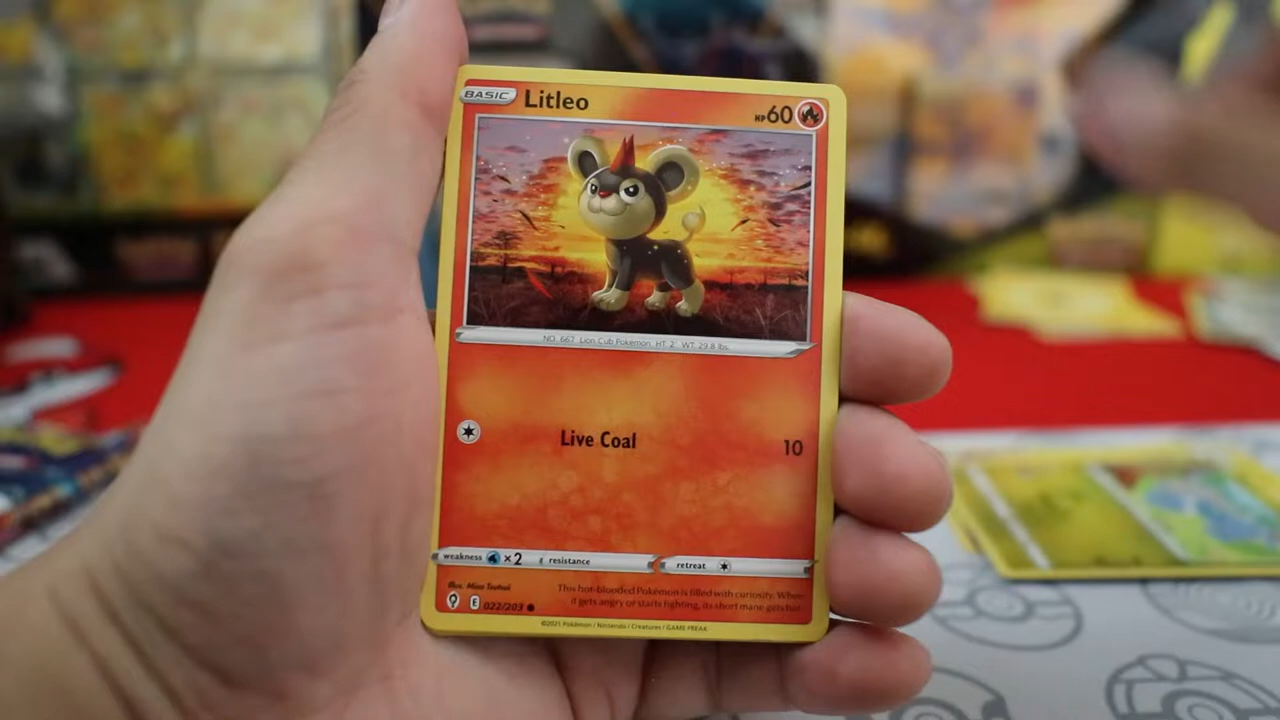 BASIC Litleo HP60
NO. 667 Lion Cub Pokémon HT. 2 WT. 29.8 lbs.
Live Coal 10
weakness ×2 resistance retreat
Illus. Misa Tsutsui
This hot-blooded Pokémon is filled with curiosity. When
it gets angry or starts fighting, its short mane gets hot.
E 022/203
©2021 Pokémon / Nintendo / Creatures / GAME FREAK